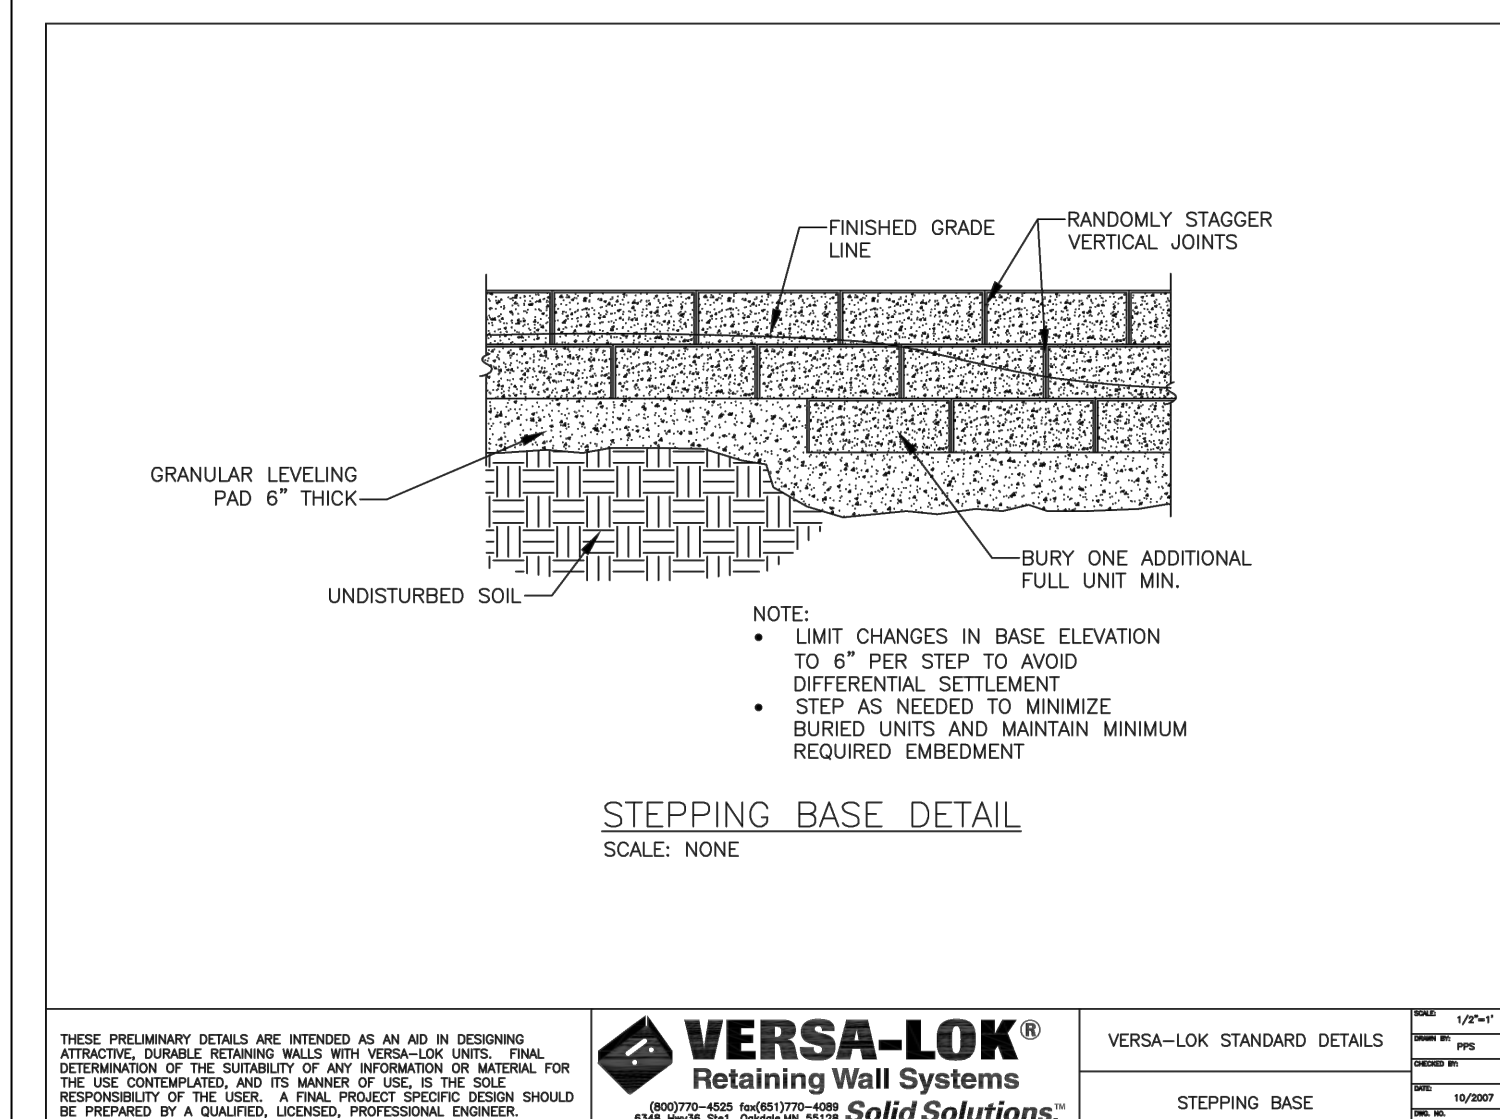 FINISHED GRADE
LINE
RANDOMLY STAGGER
VERTICAL JOINTS
GRANULAR LEVELING
PAD 6” THICK
UNDISTURBED SOIL
BURY ONE ADDITIONAL
FULL UNIT MIN.
NOTE:
• LIMIT CHANGES IN BASE ELEVATION
TO 6” PER STEP TO AVOID
DIFFERENTIAL SETTLEMENT
• STEP AS NEEDED TO MINIMIZE
BURIED UNITS AND MAINTAIN MINIMUM
REQUIRED EMBEDMENT
STEPPING BASE DETAIL
SCALE: NONE
THESE PRELIMINARY DETAILS ARE INTENDED AS AN AID IN DESIGNING
ATTRACTIVE, DURABLE RETAINING WALLS WITH VERSA-LOK UNITS. FINAL
DETERMINATION OF THE SUITABILITY OF ANY INFORMATION OR MATERIAL FOR
THE USE CONTEMPLATED, AND ITS MANNER OF USE, IS THE SOLE
RESPONSIBILITY OF THE USER. A FINAL PROJECT SPECIFIC DESIGN SHOULD
BE PREPARED BY A QUALIFIED, LICENSED, PROFESSIONAL ENGINEER.
VERSA-LOK®
Retaining Wall Systems
(800)770-4525 fax(651)770-4089
6348 Hwy36 Ste1 Oakdale MN 55128
Solid Solutions™
VERSA-LOK STANDARD DETAILS
STEPPING BASE
SCALE: 1/2"=1'
DRAWN BY: PPS
CHECKED BY:
DATE: 10/2007
DWG. NO.